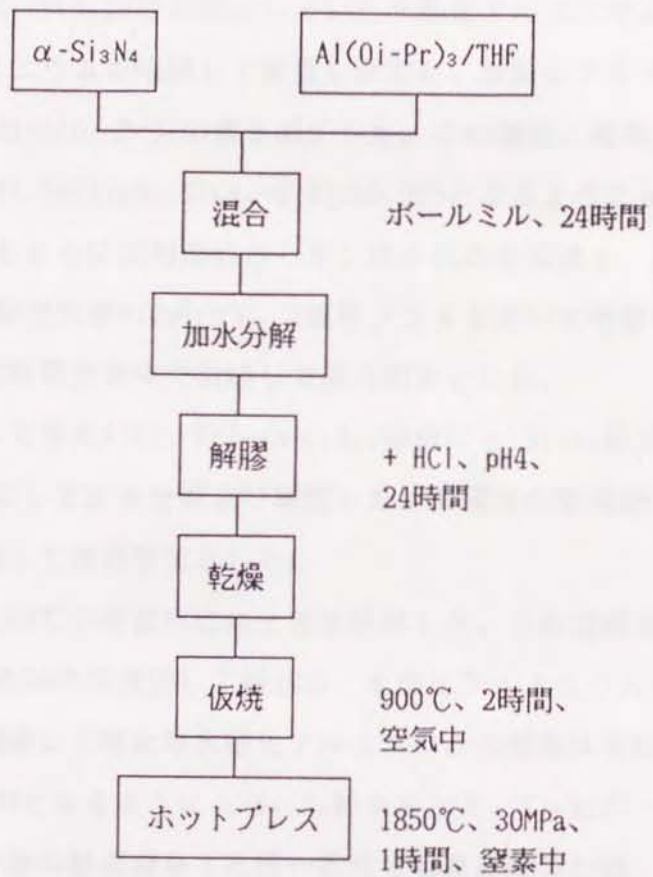 α-Si₃N₄
Al(Oi-Pr)₃/THF
混合
ボールミル、24時間
加水分解
解膠
+ HCl、pH4、
24時間
乾燥
仮焼
900℃、2時間、
空気中
ホットプレス
1850℃、30MPa、
1時間、窒素中